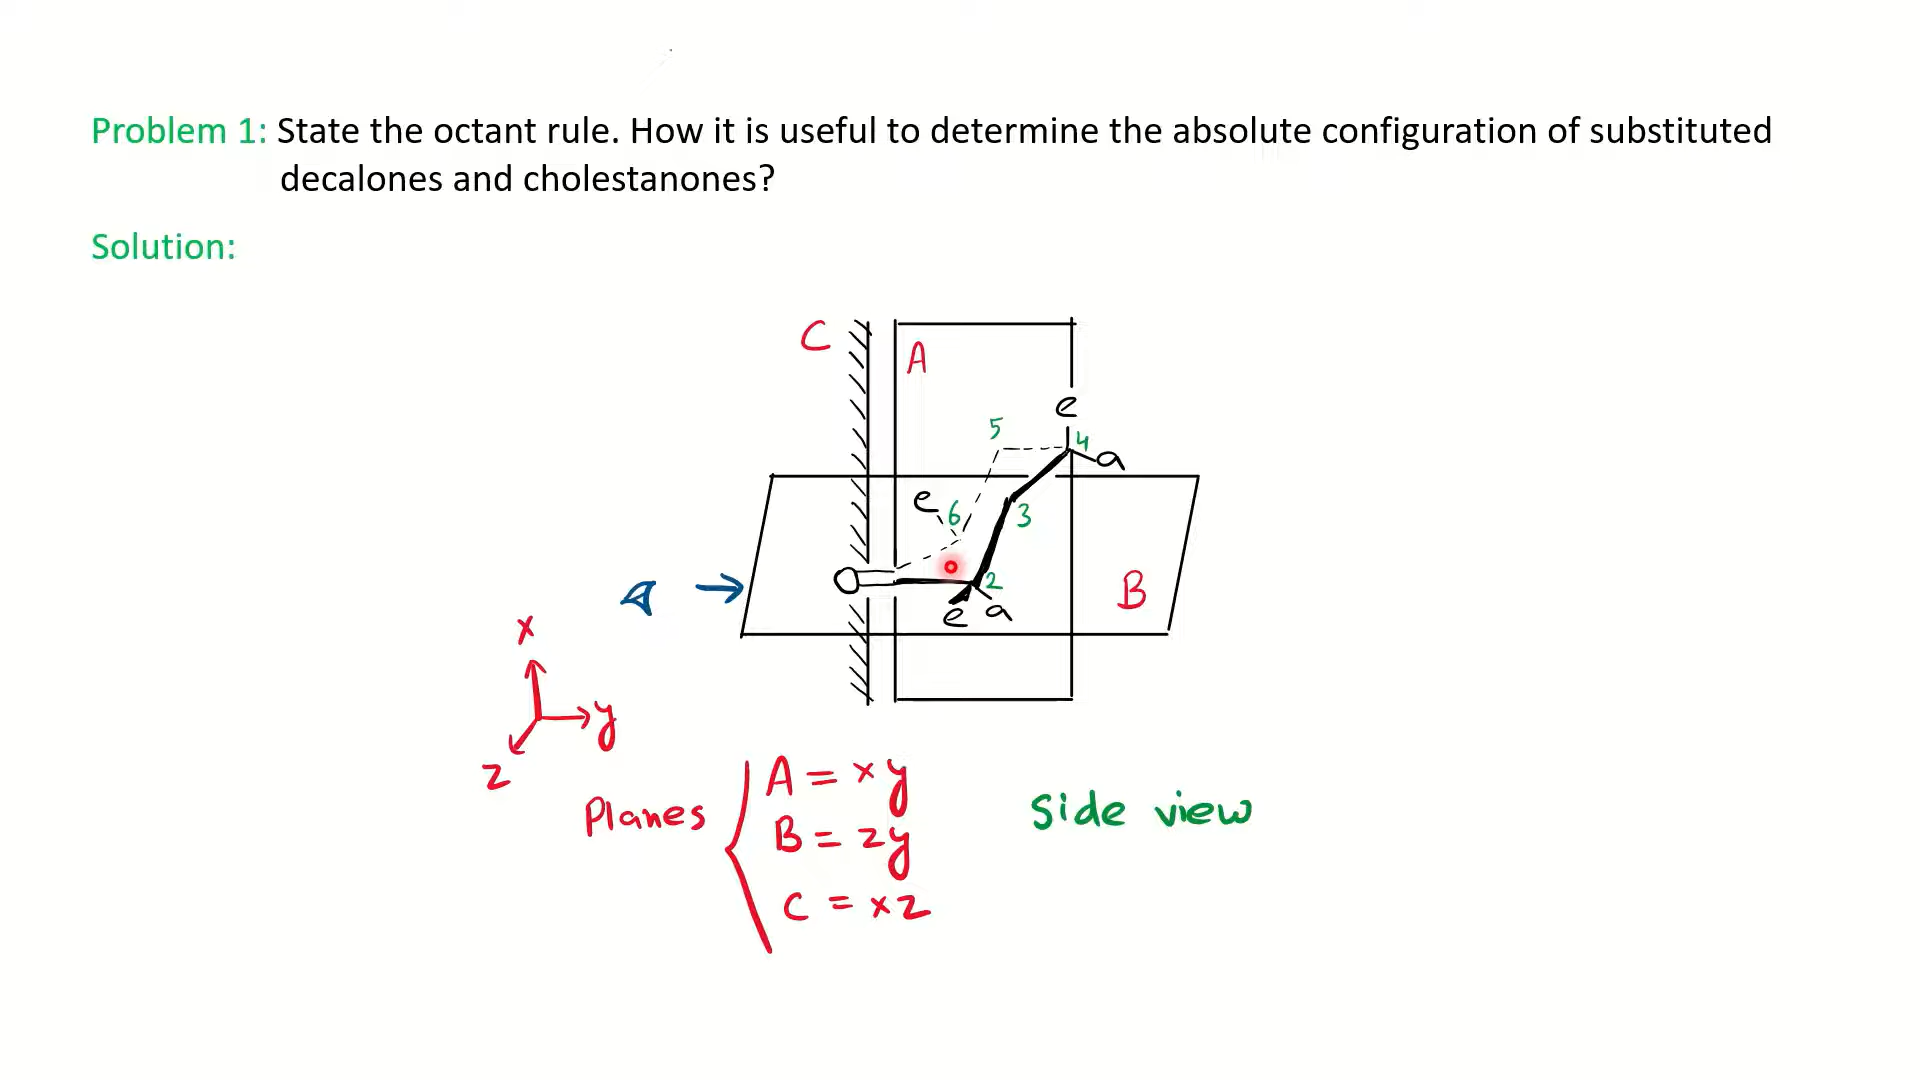 Problem 1: State the octant rule. How it is useful to determine the absolute configuration of substituted
decalones and cholestanones?
Solution:
C
A
e
5
4
a
e
6
3
2
e a
B
x
y
z
Planes
A = xy
B = zy
C = xz
Side view